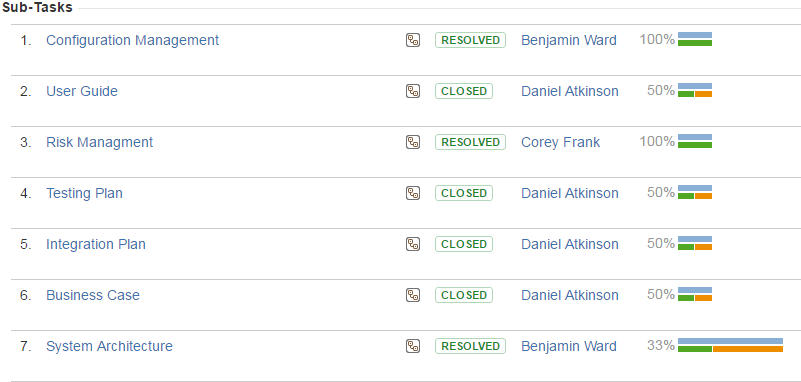 Sub-Tasks
1. Configuration Management RESOLVED Benjamin Ward 100%
2. User Guide CLOSED Daniel Atkinson 50%
3. Risk Managment RESOLVED Corey Frank 100%
4. Testing Plan CLOSED Daniel Atkinson 50%
5. Integration Plan CLOSED Daniel Atkinson 50%
6. Business Case CLOSED Daniel Atkinson 50%
7. System Architecture RESOLVED Benjamin Ward 33%